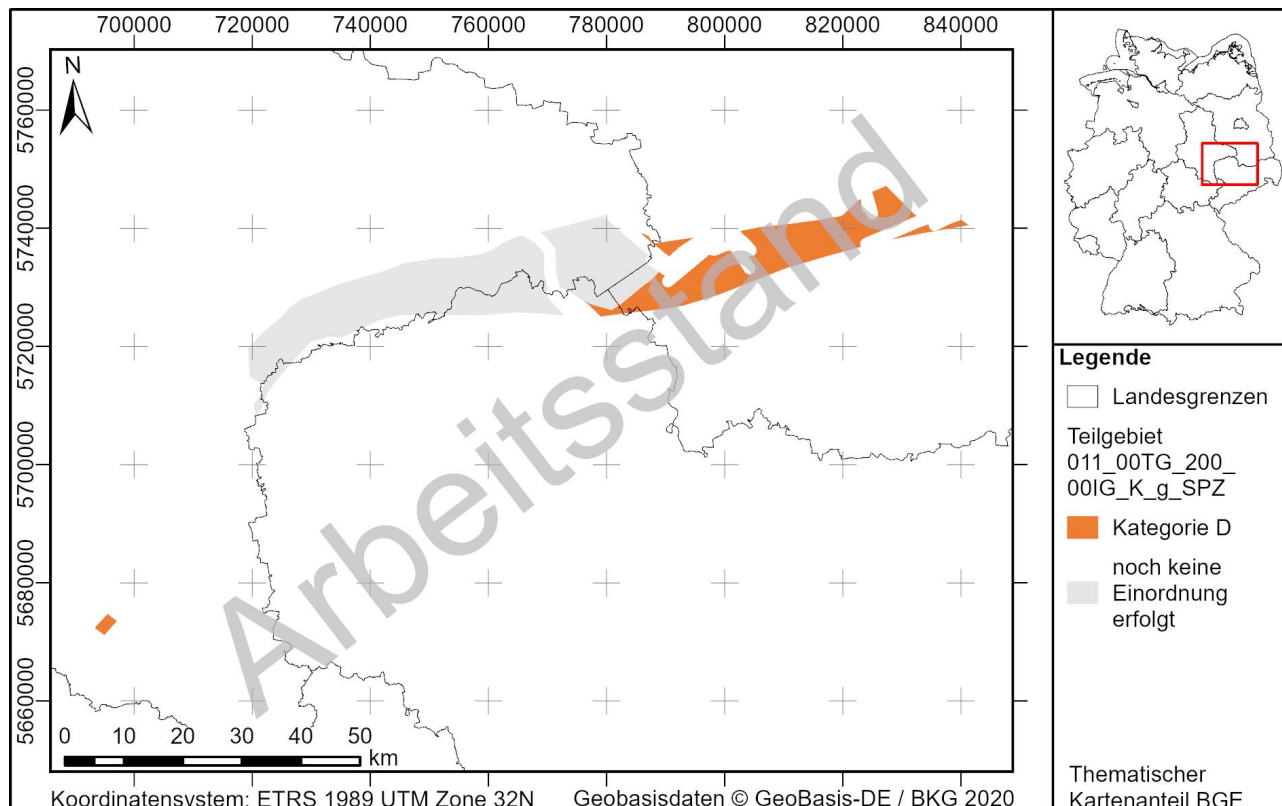 700000 720000 740000 760000 780000 800000 820000 840000
5760000
5740000
5720000
5700000
5680000
5660000
N
Arbeitsstand
0 10 20 30 40 50
km
Koordinatensystem: ETRS 1989 UTM Zone 32N Geobasisdaten © GeoBasis-DE / BKG 2020
Legende
Landesgrenzen
Teilgebiet
011_00TG_200_
00IG_K_g_SPZ
Kategorie D
noch keine
Einordnung
erfolgt
Thematischer
Kartenanteil BGE